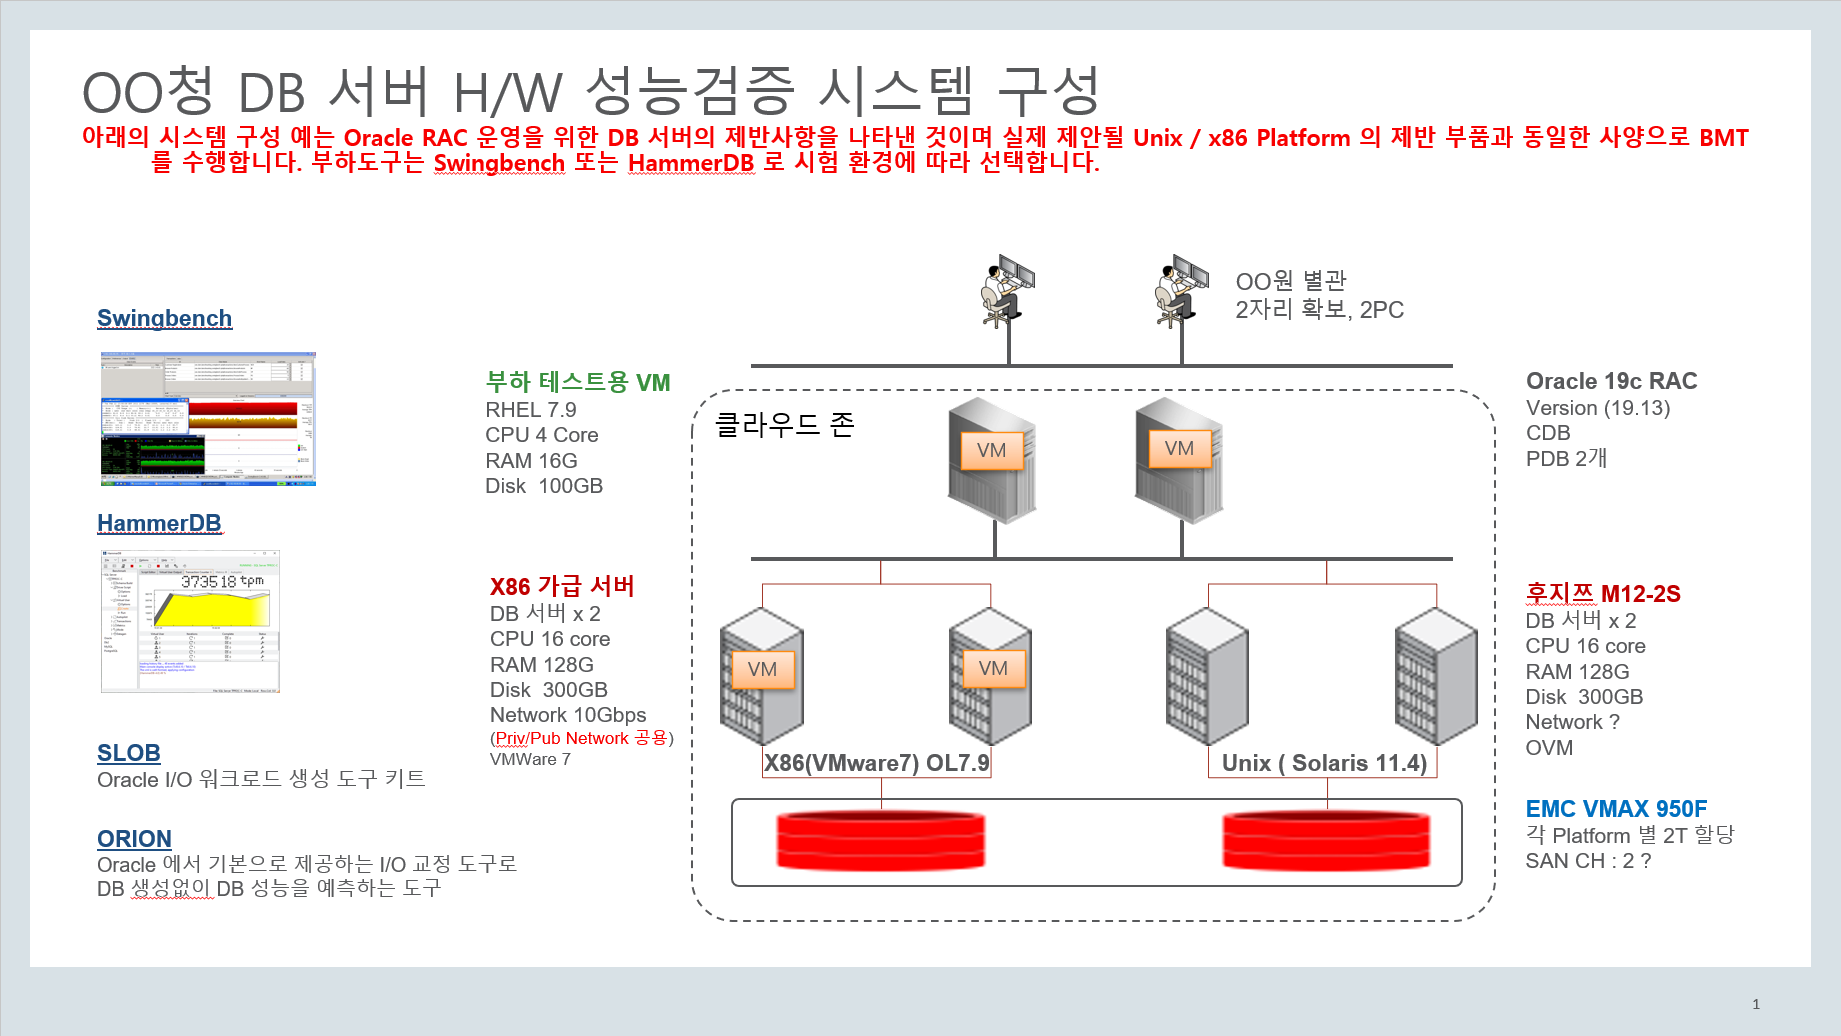 OO청 DB 서버 H/W 성능검증 시스템 구성
아래의 시스템 구성 예는 Oracle RAC 운영을 위한 DB 서버의 제반사항을 나타낸 것이며 실제 제안될 Unix / x86 Platform 의 제반 부품과 동일한 사양으로 BMT
를 수행합니다. 부하도구는 Swingbench 또는 HammerDB 로 시험 환경에 따라 선택합니다.
OO원 별관
2자리 확보, 2PC
Swingbench
HammerDB
373518 tpm
SLOB
Oracle I/O 워크로드 생성 도구 키트
ORION
Oracle 에서 기본으로 제공하는 I/O 교정 도구로
DB 생성없이 DB 성능을 예측하는 도구
부하 테스트용 VM
RHEL 7.9
CPU 4 Core
RAM 16G
Disk 100GB
X86 가급 서버
DB 서버 x 2
CPU 16 core
RAM 128G
Disk 300GB
Network 10Gbps
(Priv/Pub Network 공용)
VMWare 7
클라우드 존
VM
VM
VM
VM
X86(VMware7) OL7.9
Unix ( Solaris 11.4)
Oracle 19c RAC
Version (19.13)
CDB
PDB 2개
후지쯔 M12-2S
DB 서버 x 2
CPU 16 core
RAM 128G
Disk 300GB
Network ?
OVM
EMC VMAX 950F
각 Platform 별 2T 할당
SAN CH : 2 ?
1